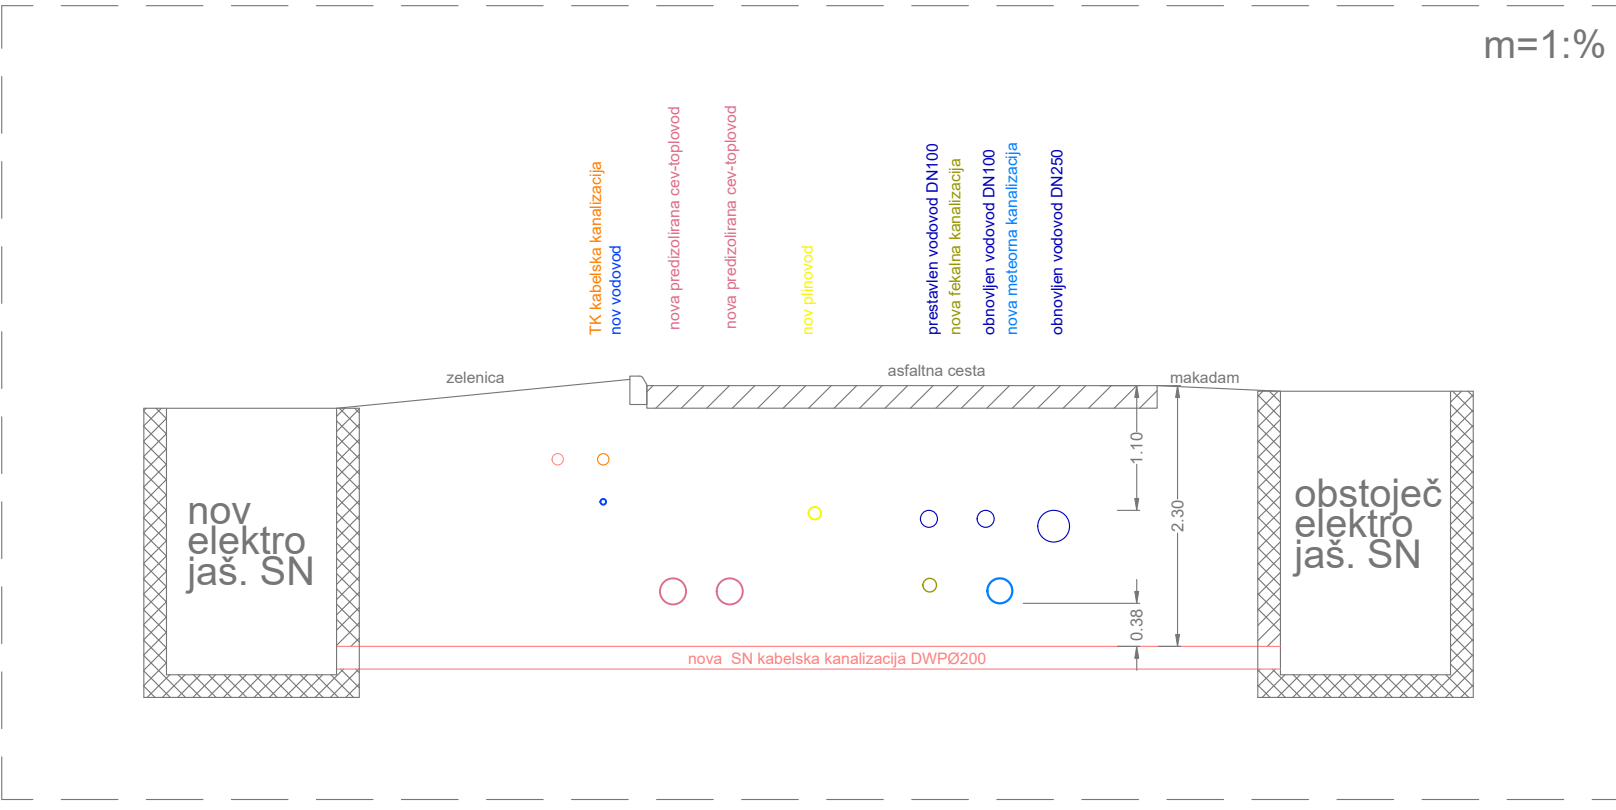 m=1:%
TK kabelska kanalizacija
nov vodovod
nova predizolirana cev-toplovod
nova predizolirana cev-toplovod
nov plinovod
prestavlen vodovod DN100
nova fekalna kanalizacija
obnovljen vodovod DN100
nova meteorna kanalizacija
obnovljen vodovod DN250
zelenica
asfaltna cesta
makadam
1.10
2.30
0.38
nov
elektro
jaš. SN
obstoječ
elektro
jaš. SN
nova SN kabelska kanalizacija DWPØ200